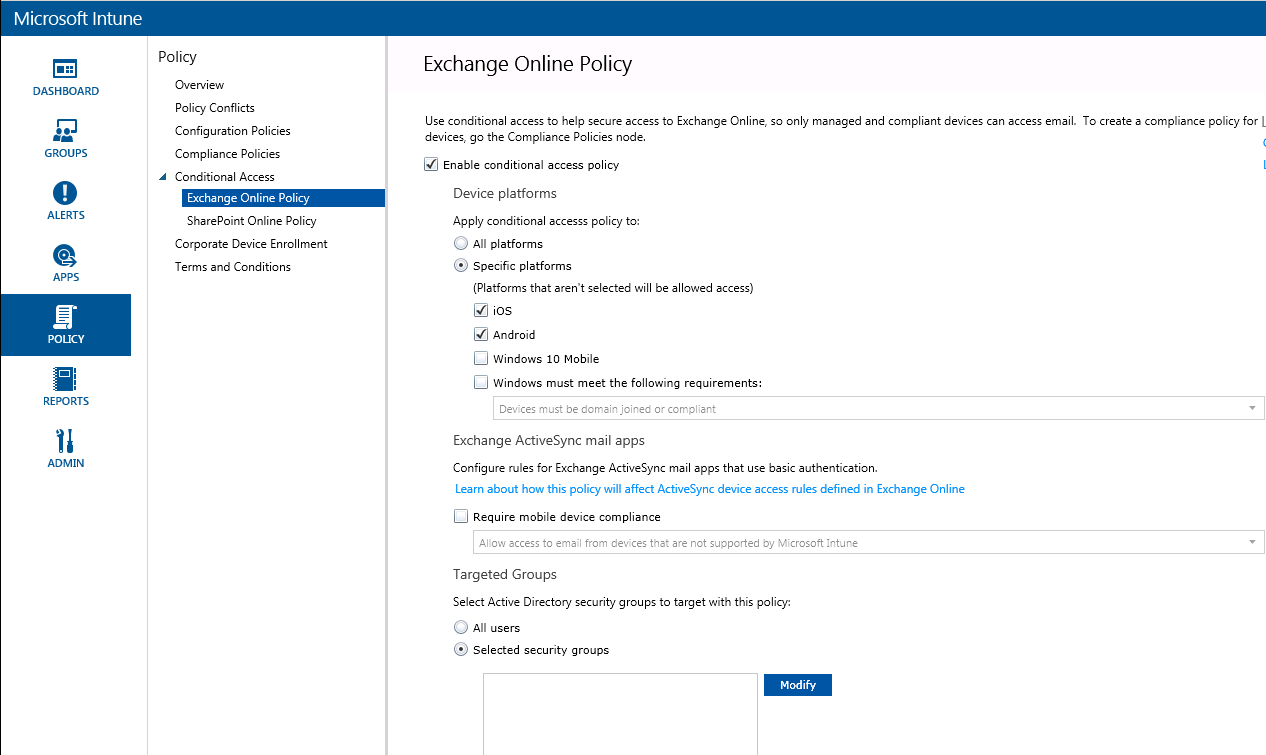 Microsoft Intune
DASHBOARD
GROUPS
ALERTS
APPS
POLICY
REPORTS
ADMIN
Policy
Overview
Policy Conflicts
Configuration Policies
Compliance Policies
Conditional Access
Exchange Online Policy
SharePoint Online Policy
Corporate Device Enrollment
Terms and Conditions
Exchange Online Policy
Use conditional access to help secure access to Exchange Online, so only managed and compliant devices can access email. To create a compliance policy for
devices, go the Compliance Policies node.
Enable conditional access policy
Device platforms
Apply conditional accesss policy to:
All platforms
Specific platforms
(Platforms that aren't selected will be allowed access)
iOS
Android
Windows 10 Mobile
Windows must meet the following requirements:
Devices must be domain joined or compliant
Exchange ActiveSync mail apps
Configure rules for Exchange ActiveSync mail apps that use basic authentication.
Learn about how this policy will affect ActiveSync device access rules defined in Exchange Online
Require mobile device compliance
Allow access to email from devices that are not supported by Microsoft Intune
Targeted Groups
Select Active Directory security groups to target with this policy:
All users
Selected security groups
Modify